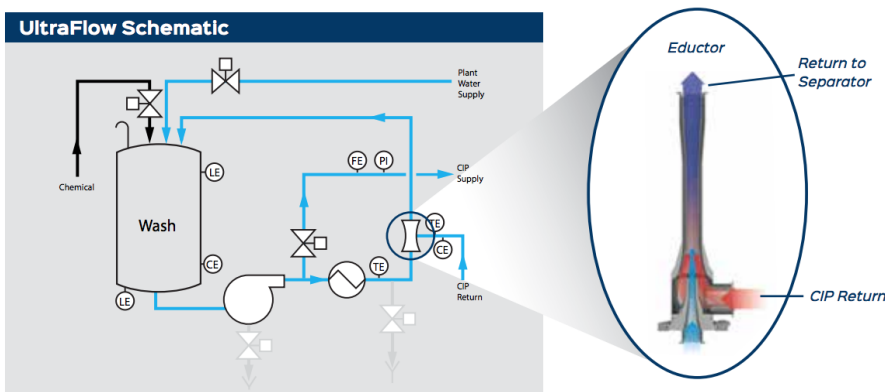 UltraFlow Schematic
Plant
Water
Supply
Chemical
LE
Wash
CE
LE
FE
PI
CIP
Supply
TE
CE
TE
CIP
Return
Eductor
Return to
Separator
CIP Return